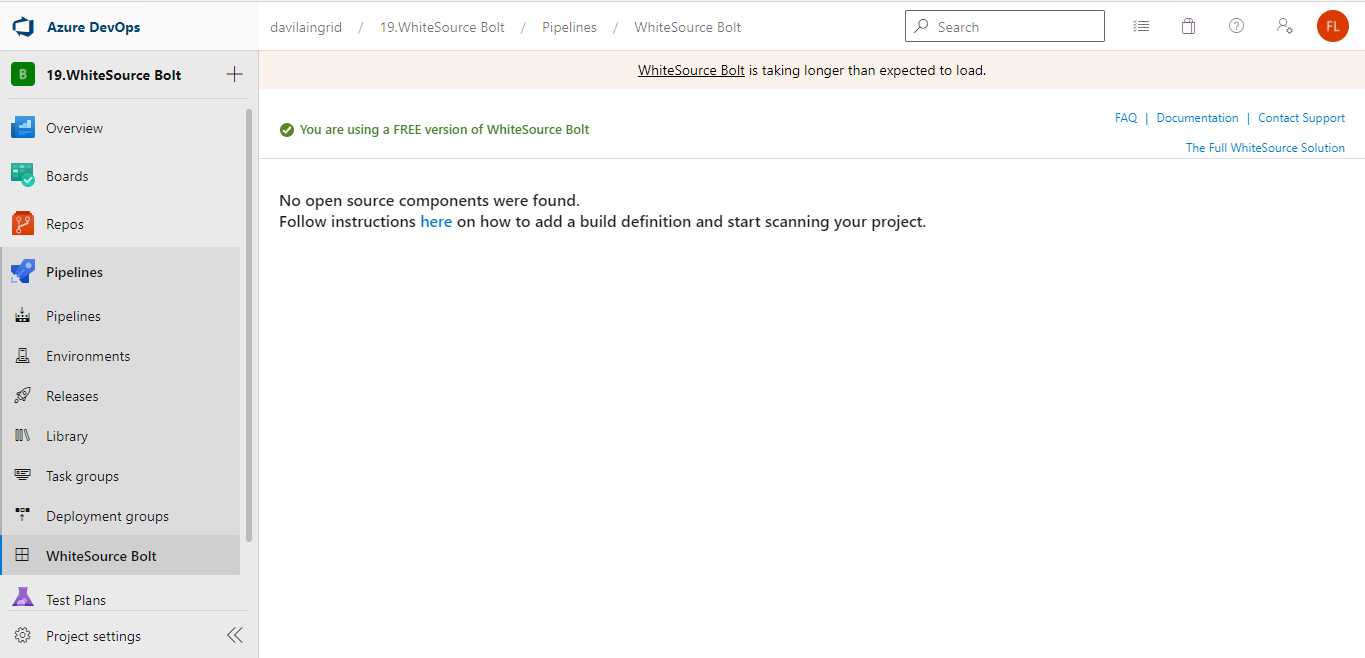 Azure DevOps
davilaingrid / 19.WhiteSource Bolt / Pipelines / WhiteSource Bolt
Search
FL
B 19.WhiteSource Bolt
Overview
Boards
Repos
Pipelines
Pipelines
Environments
Releases
Library
Task groups
Deployment groups
WhiteSource Bolt
Test Plans
Project settings
WhiteSource Bolt is taking longer than expected to load.
You are using a FREE version of WhiteSource Bolt
FAQ | Documentation | Contact Support
The Full WhiteSource Solution
No open source components were found.
Follow instructions here on how to add a build definition and start scanning your project.